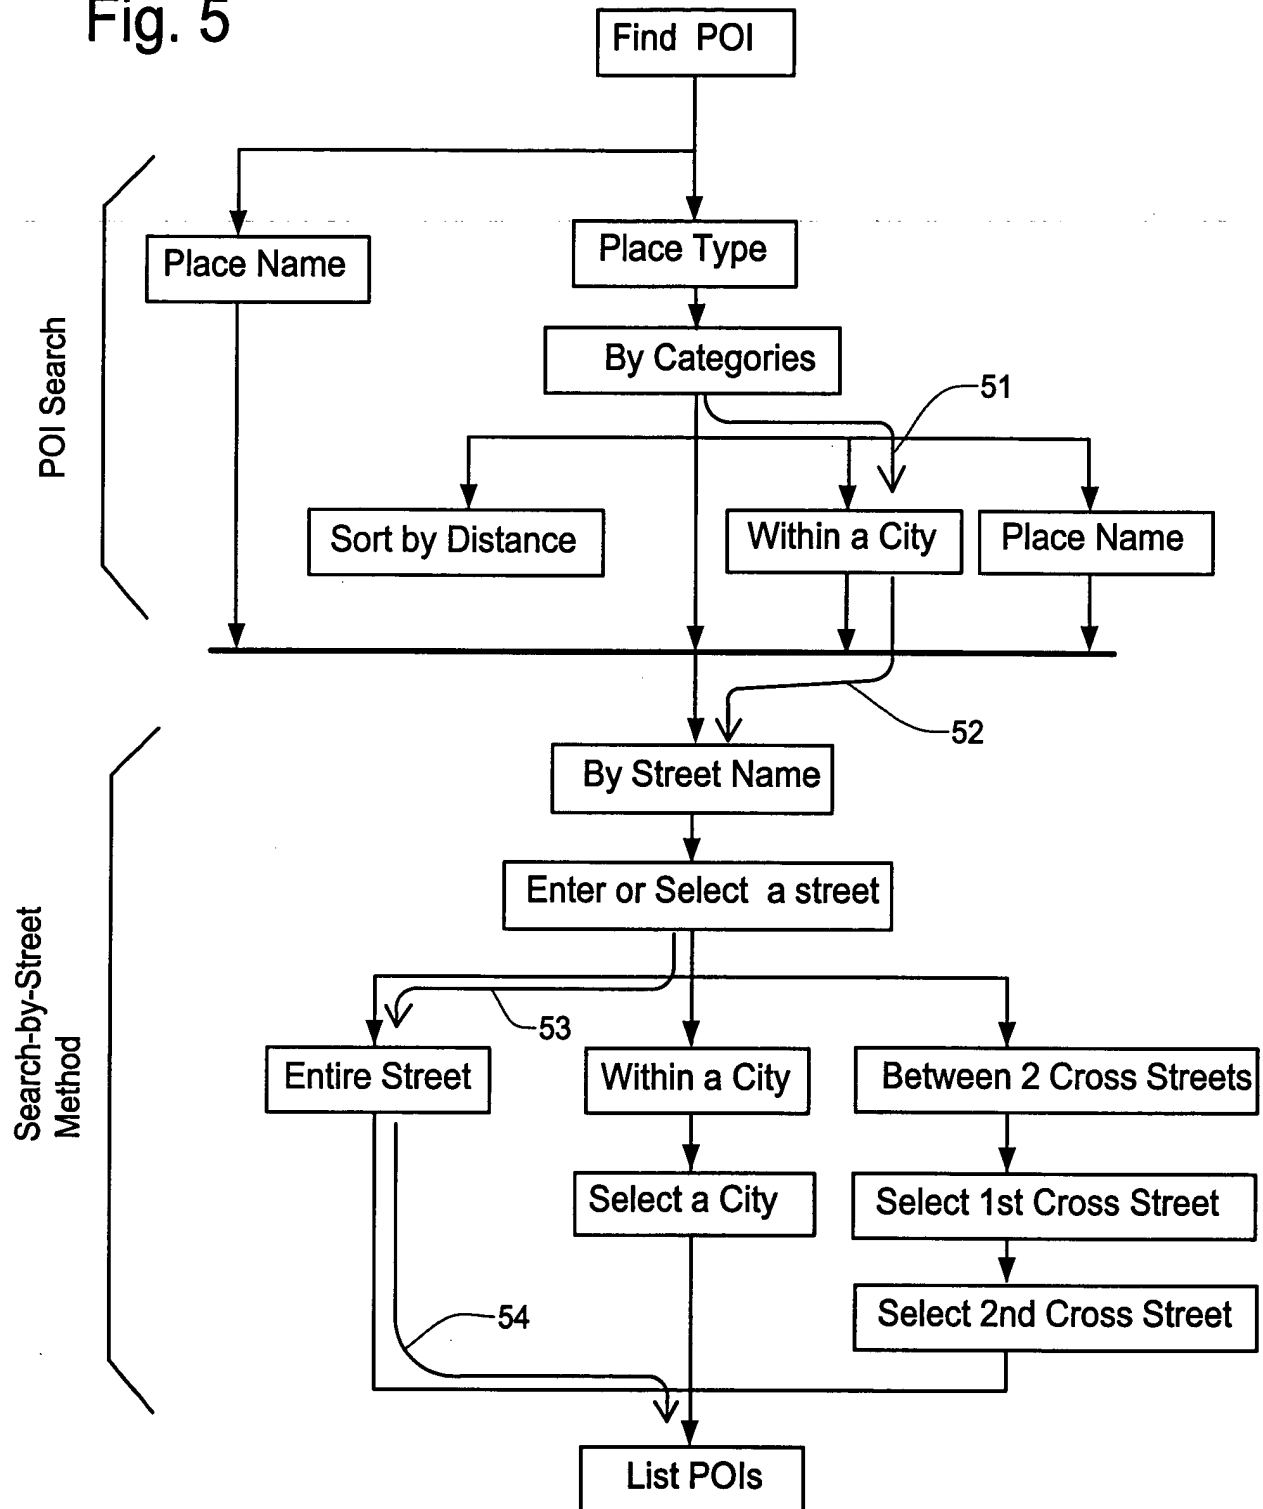 Fig. 5
Find POI
Place Name
Place Type
By Categories
51
POI Search
Sort by Distance
Within a City
Place Name
52
By Street Name
Enter or Select a street
Search-by-Street
Method
53
Entire Street
Within a City
Between 2 Cross Streets
Select a City
Select 1st Cross Street
Select 2nd Cross Street
54
List POIs